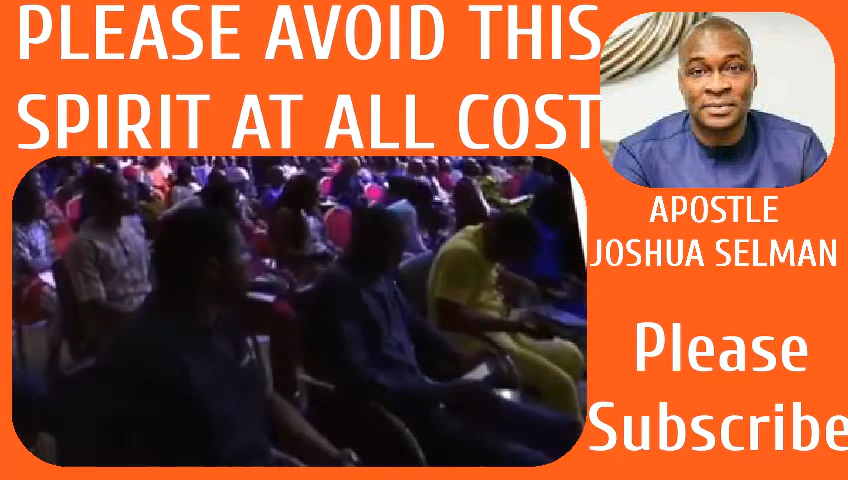 PLEASE AVOID THIS
SPIRIT AT ALL COST
APOSTLE
JOSHUA SELMAN
Please
Subscribe